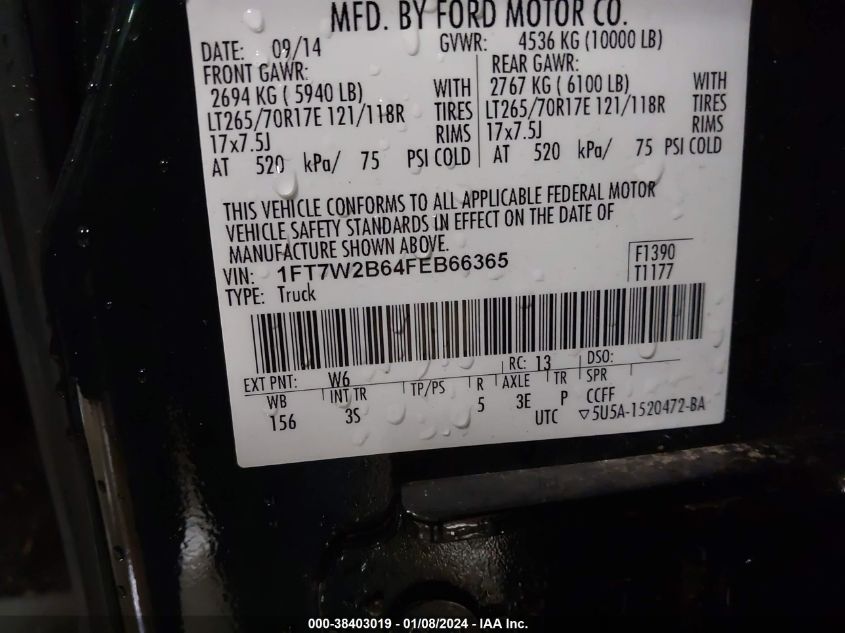 MFD. BY FORD MOTOR CO.
DATE: 09/14 GVWR: 4536 KG (10000 LB)
FRONT GAWR: REAR GAWR:
2694 KG ( 5940 LB) WITH 2767 KG ( 6100 LB) WITH
LT265/70R17E 121/118R TIRES LT265/70R17E 121/118R TIRES
17x7.5J RIMS 17x7.5J RIMS
AT 520 kPa/ 75 PSI COLD AT 520 kPa/ 75 PSI COLD
THIS VEHICLE CONFORMS TO ALL APPLICABLE FEDERAL MOTOR
VEHICLE SAFETY STANDARDS IN EFFECT ON THE DATE OF
MANUFACTURE SHOWN ABOVE.
VIN: 1FT7W2B64FEB66365 F1390
TYPE: Truck T1177
EXT PNT: W6 RC: 13 DSO:
WB INT TR TP/PS R AXLE TR SPR
156 3S 5 3E P CCFF
UTC ▽5U5A-1520472-BA
000-38403019 - 01/08/2024 - IAA Inc.